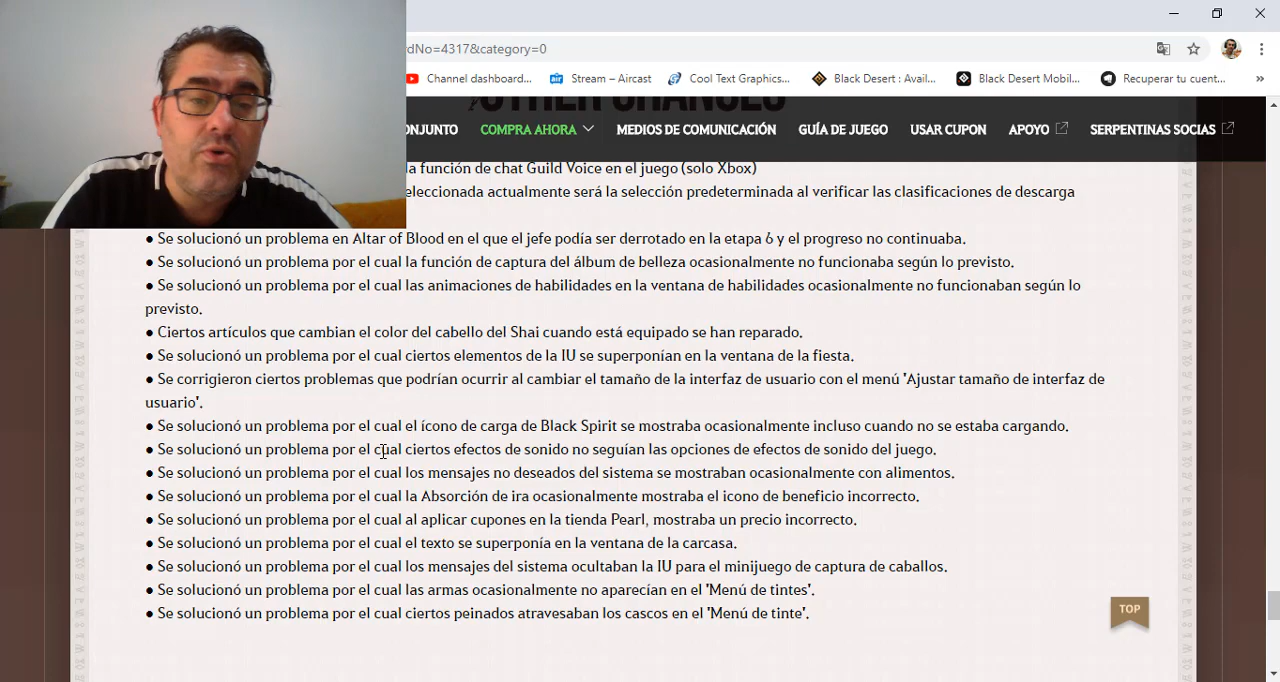 rdNo=4317&category=0
Channel dashboard... Stream – Aircast Cool Text Graphics... Black Desert : Avail... Black Desert Mobil... Recuperar tu cuent... »
OTHER CHANGES
ONJUNTO COMPRA AHORA MEDIOS DE COMUNICACIÓN GUÍA DE JUEGO USAR CUPON APOYO SERPENTINAS SOCIAS
la función de chat Guild Voice en el juego (solo Xbox)
eleccionada actualmente será la selección predeterminada al verificar las clasificaciones de descarga
● Se solucionó un problema en Altar of Blood en el que el jefe podía ser derrotado en la etapa 6 y el progreso no continuaba.
● Se solucionó un problema por el cual la función de captura del álbum de belleza ocasionalmente no funcionaba según lo previsto.
● Se solucionó un problema por el cual las animaciones de habilidades en la ventana de habilidades ocasionalmente no funcionaban según lo
previsto.
● Ciertos artículos que cambian el color del cabello del Shai cuando está equipado se han reparado.
● Se solucionó un problema por el cual ciertos elementos de la IU se superponían en la ventana de la fiesta.
● Se corrigieron ciertos problemas que podrían ocurrir al cambiar el tamaño de la interfaz de usuario con el menú 'Ajustar tamaño de interfaz de
usuario'.
● Se solucionó un problema por el cual el ícono de carga de Black Spirit se mostraba ocasionalmente incluso cuando no se estaba cargando.
● Se solucionó un problema por el cual ciertos efectos de sonido no seguían las opciones de efectos de sonido del juego.
● Se solucionó un problema por el cual los mensajes no deseados del sistema se mostraban ocasionalmente con alimentos.
● Se solucionó un problema por el cual la Absorción de ira ocasionalmente mostraba el icono de beneficio incorrecto.
● Se solucionó un problema por el cual al aplicar cupones en la tienda Pearl, mostraba un precio incorrecto.
● Se solucionó un problema por el cual el texto se superponía en la ventana de la carcasa.
● Se solucionó un problema por el cual los mensajes del sistema ocultaban la IU para el minijuego de captura de caballos.
● Se solucionó un problema por el cual las armas ocasionalmente no aparecían en el 'Menú de tintes'.
● Se solucionó un problema por el cual ciertos peinados atravesaban los cascos en el 'Menú de tinte'.
TOP